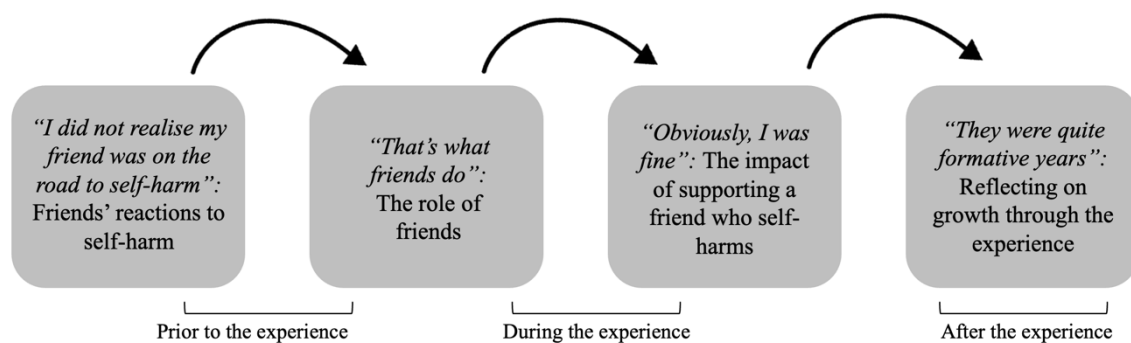 “I did not realise my
friend was on the
road to self-harm”:
Friends’ reactions to
self-harm
“That’s what
friends do”:
The role of
friends
“Obviously, I was
fine”: The impact
of supporting a
friend who self-
harms
“They were quite
formative years”:
Reflecting on
growth through the
experience
Prior to the experience
During the experience
After the experience